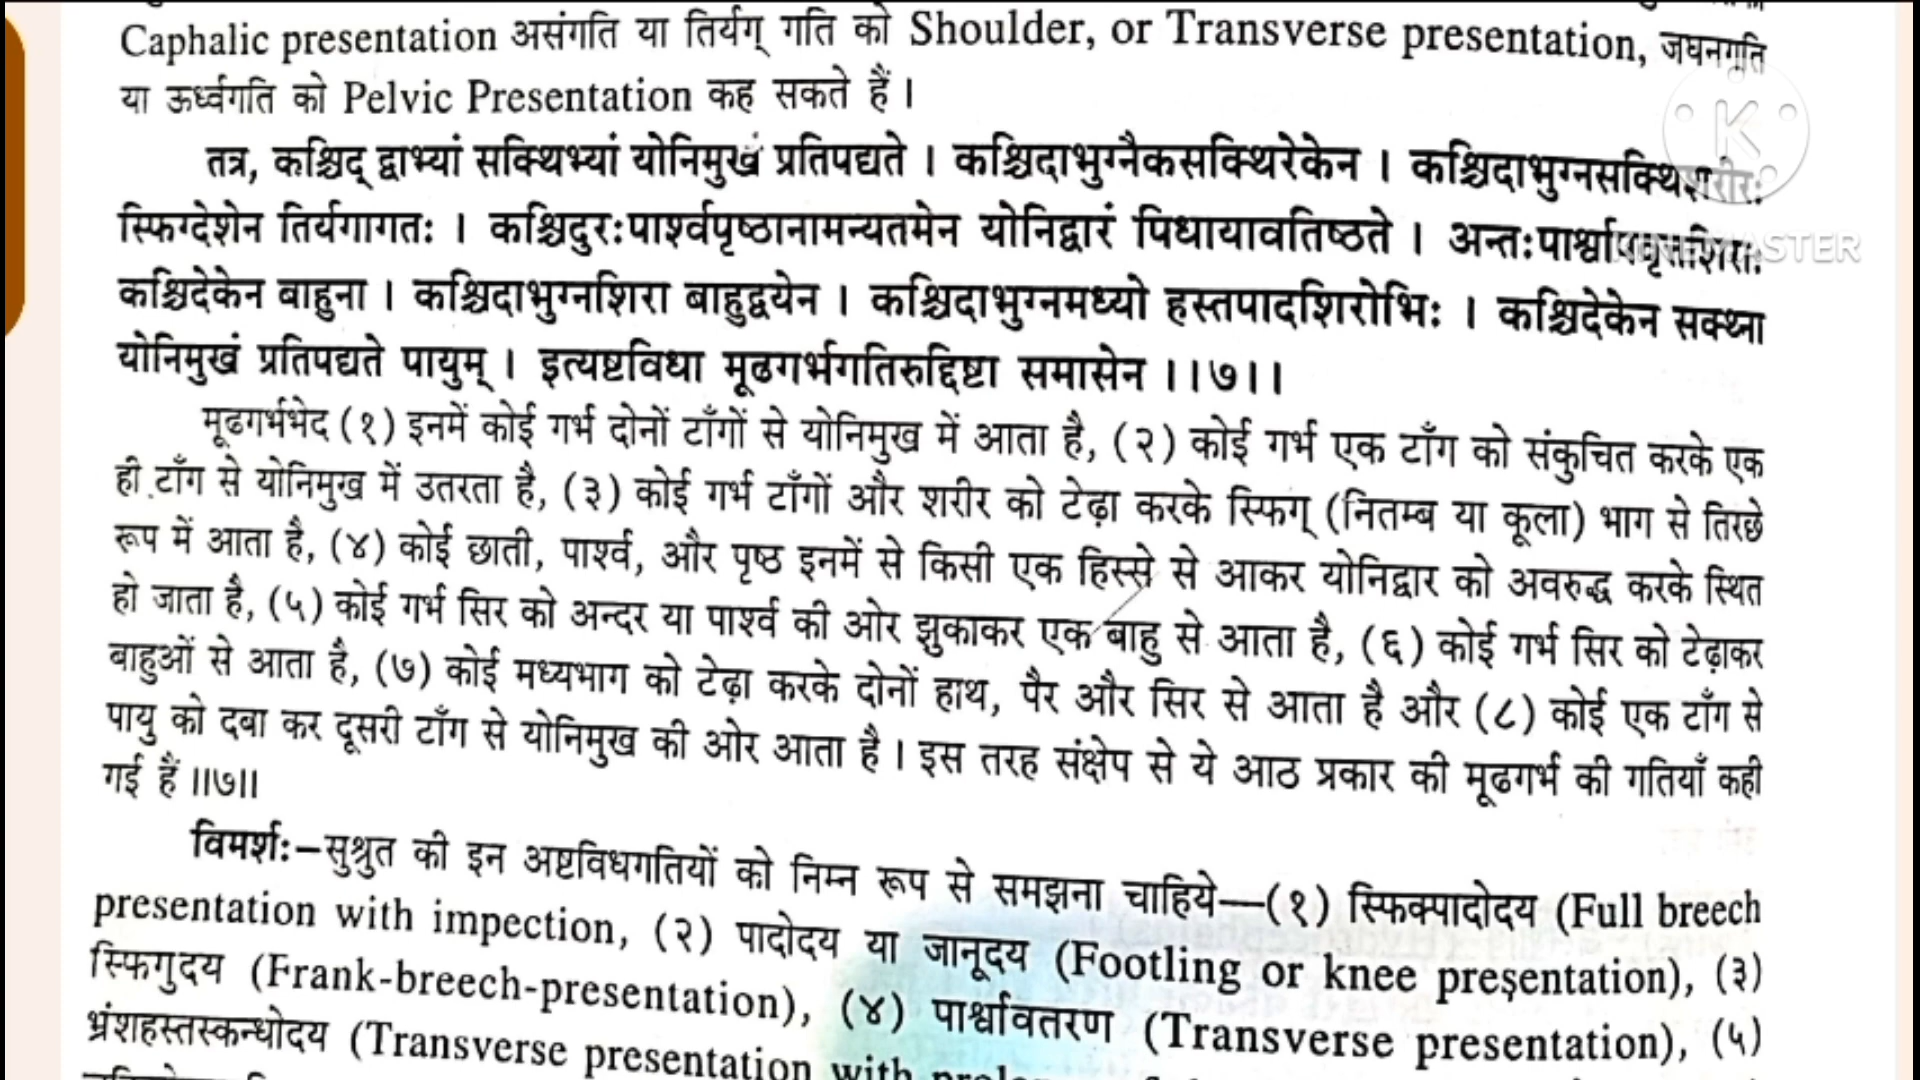 Caphalic presentation असंगति या तिर्यग् गति को Shoulder, or Transverse presentation, जघनगति
या ऊर्ध्वगति को Pelvic Presentation कह सकते हैं ।
तत्र, कश्चिद् द्वाभ्यां सक्थिभ्यां योनिमुखं प्रतिपद्यते । कश्चिदाभुग्नैकसक्थिरेकेन । कश्चिदाभुग्नसक्थिशरीरः
स्फिग्देशेन तिर्यगागतः । कश्चिदुरःपार्श्वपृष्ठानामन्यतमेन योनिद्वारं पिधायावतिष्ठते । अन्तःपार्श्वापवृत्तशिराः
कश्चिदेकेन बाहुना । कश्चिदाभुग्नशिरा बाहुद्वयेन । कश्चिदाभुग्नमध्यो हस्तपादशिरोभिः । कश्चिदेकेन सक्थ्ना
योनिमुखं प्रतिपद्यते पायुम् । इत्यष्टविधा मूढगर्भगतिरुद्दिष्टा समासेन ।।७।।
मूढगर्भभेद (१) इनमें कोई गर्भ दोनों टाँगों से योनिमुख में आता है, (२) कोई गर्भ एक टाँग को संकुचित करके एक
ही टाँग से योनिमुख में उतरता है, (३) कोई गर्भ टाँगों और शरीर को टेढ़ा करके स्फिग् (नितम्ब या कूला) भाग से तिरछे
रूप में आता है, (४) कोई छाती, पार्श्व, और पृष्ठ इनमें से किसी एक हिस्से से आकर योनिद्वार को अवरुद्ध करके स्थित
हो जाता है, (५) कोई गर्भ सिर को अन्दर या पार्श्व की ओर झुकाकर एक बाहु से आता है, (६) कोई गर्भ सिर को टेढ़ाकर
बाहुओं से आता है, (७) कोई मध्यभाग को टेढ़ा करके दोनों हाथ, पैर और सिर से आता है और (८) कोई एक टाँग से
पायु को दबा कर दूसरी टाँग से योनिमुख की ओर आता है । इस तरह संक्षेप से ये आठ प्रकार की मूढगर्भ की गतियाँ कही
गई हैं ॥७॥
विमर्शः–सुश्रुत की इन अष्टविधगतियों को निम्न रूप से समझना चाहिये—(१) स्फिक्पादोदय (Full breech
presentation with impection, (२) पादोदय या जानूदय (Footling or knee presentation), (३)
स्फिगुदय (Frank-breech-presentation), (४) पार्श्वावतरण (Transverse presentation), (५)
भ्रंशहस्तस्कन्धोदय (Transverse presentation with
K
KINEMASTER